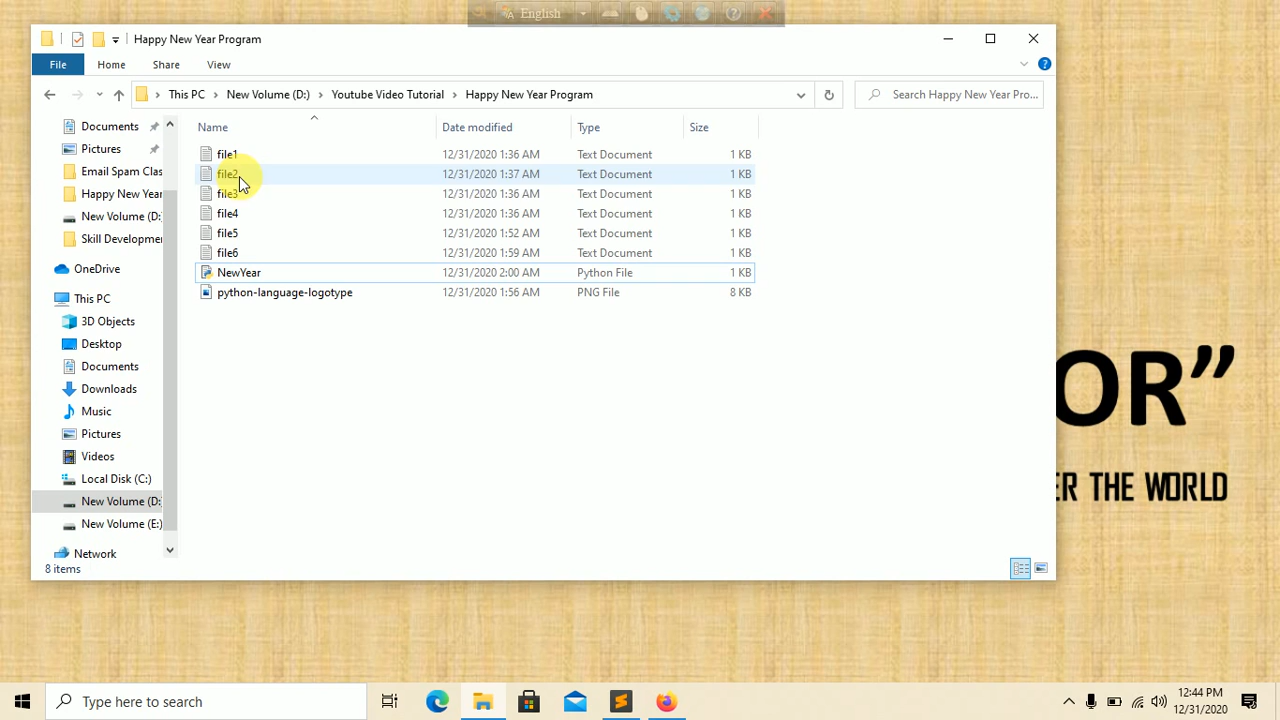 English
Happy New Year Program
File Home Share View
This PC New Volume (D:) Youtube Video Tutorial Happy New Year Program Search Happy New Year Pro...
Name Date modified Type Size
Documents
Pictures
Email Spam Clas
Happy New Year
New Volume (D:
Skill Developme
OneDrive
This PC
3D Objects
Desktop
Documents
Downloads
Music
Pictures
Videos
Local Disk (C:)
New Volume (D:
New Volume (E:)
Network
file1 12/31/2020 1:36 AM Text Document 1 KB
file2 12/31/2020 1:37 AM Text Document 1 KB
file3 12/31/2020 1:36 AM Text Document 1 KB
file4 12/31/2020 1:36 AM Text Document 1 KB
file5 12/31/2020 1:52 AM Text Document 1 KB
file6 12/31/2020 1:59 AM Text Document 1 KB
NewYear 12/31/2020 2:00 AM Python File 1 KB
python-language-logotype 12/31/2020 1:56 AM PNG File 8 KB
8 items
OR”
ER THE WORLD
Type here to search
12:44 PM
12/31/2020